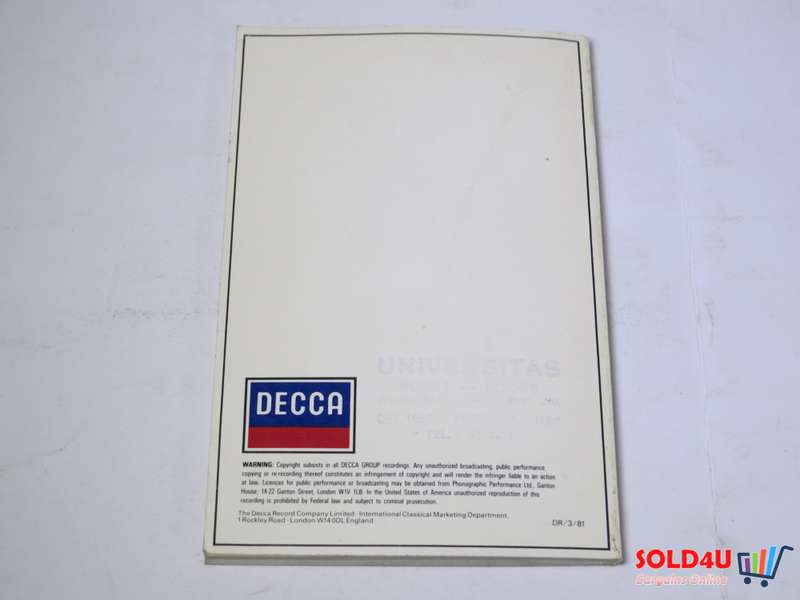 UNIVERSITAS
DECCA
WARNING: Copyright subsists in all DECCA GROUP recordings. Any unauthorized broadcasting, public performance,
copying or re-recording thereof constitutes an infringement of copyright and will render the infringer liable to an action
at law. Licences for public performance or broadcasting may be obtained from Phonographic Performance Ltd., Ganton
House, 14-22 Ganton Street, London W1V 1LB. In the United States of America unauthorized reproduction of this
recording is prohibited by Federal law and subject to criminal prosecution.
The Decca Record Company Limited · International Classical Marketing Department.
1 Rockley Road · London W14 0DL England
DR/3/81
SOLD4U
Bargains Online